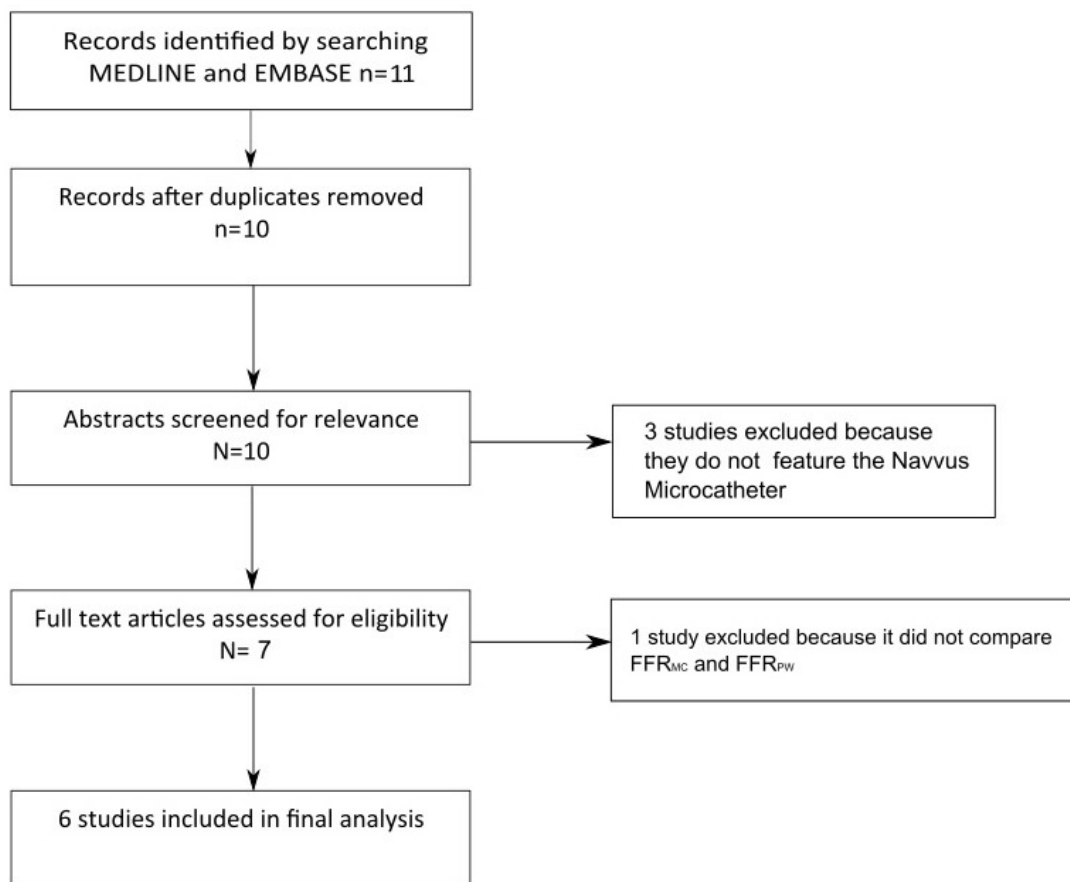 Records identified by searching
MEDLINE and EMBASE n=11
Records after duplicates removed
n=10
Abstracts screened for relevance
N=10
3 studies excluded because
they do not feature the Navvus
Microcatheter
Full text articles assessed for eligibility
N= 7
1 study excluded because it did not compare
FFRMC and FFRPW
6 studies included in final analysis